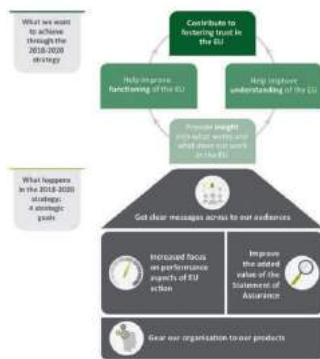 What we want
to achieve
through the
2018-2020
strategy
Contribute to
fostering trust in
the EU
Help improve
functioning of the EU
Help improve
understanding of the EU
Provide insight
into what works and
what does not work
in the EU
What happens
in the 2018-2020
strategy:
4 strategic
goals
Get clear messages across to our audiences
Increased focus
on performance
aspects of EU
action
Improve
the added
value of the
Statement of
Assurance
Gear our organisation to our products